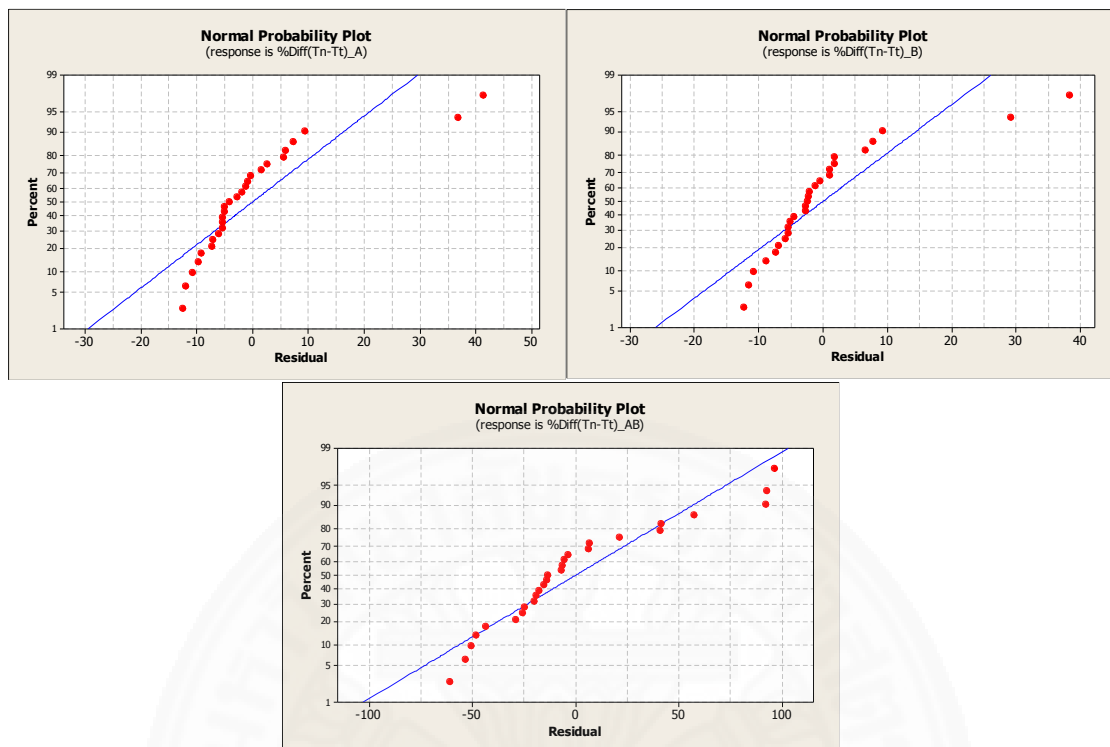 Normal Probability Plot
(response is %Diff(Tn-Tt)_A)
99
95
90
80
70
60
50
40
30
20
10
5
1
Percent
-30 -20 -10 0 10 20 30 40 50
Residual
Normal Probability Plot
(response is %Diff(Tn-Tt)_B)
99
95
90
80
70
60
50
40
30
20
10
5
1
Percent
-30 -20 -10 0 10 20 30 40
Residual
Normal Probability Plot
(response is %Diff(Tn-Tt)_AB)
99
95
90
80
70
60
50
40
30
20
10
5
1
Percent
-100 -50 0 50 100
Residual